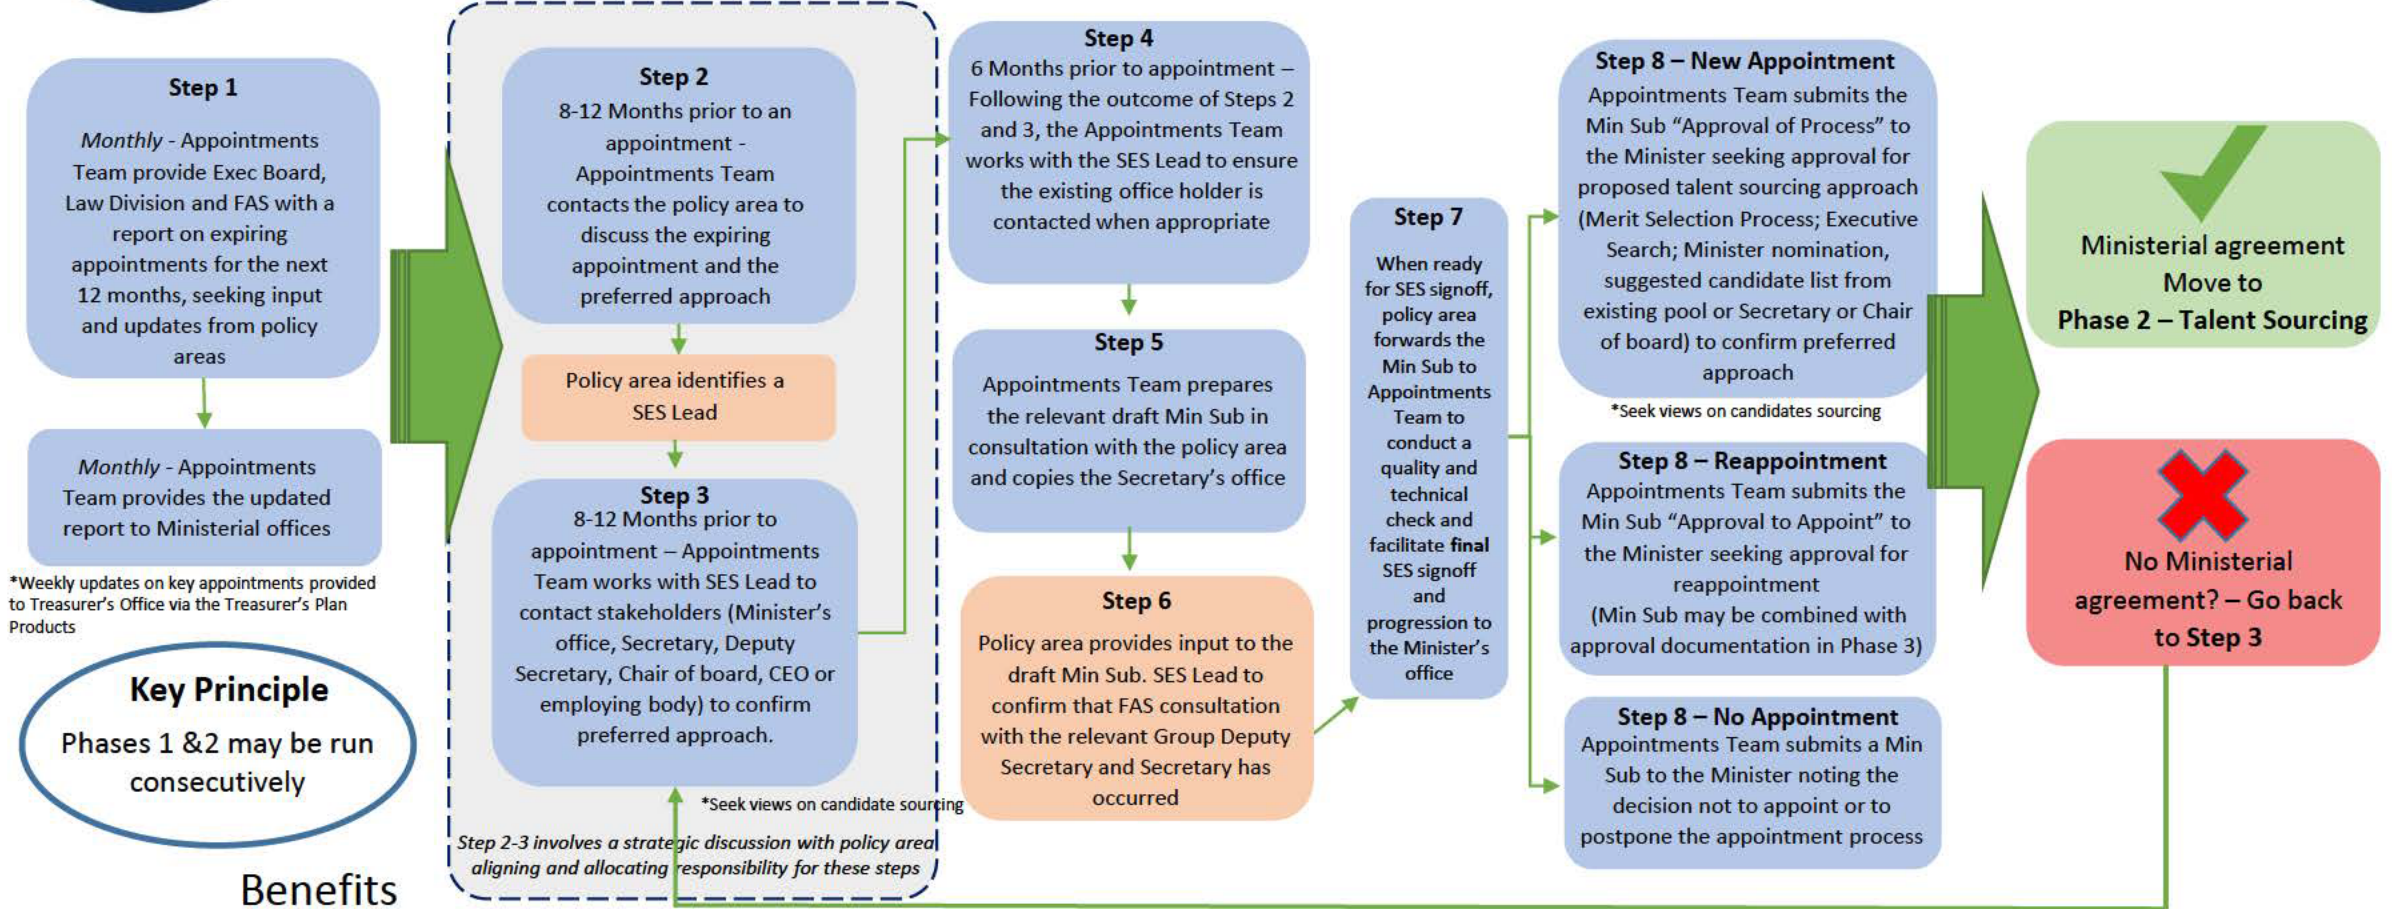 Step 1
Monthly - Appointments
Team provide Exec Board,
Law Division and FAS with a
report on expiring
appointments for the next
12 months, seeking input
and updates from policy
areas
Monthly - Appointments
Team provides the updated
report to Ministerial offices
*Weekly updates on key appointments provided
to Treasurer's Office via the Treasurer's Plan
Products
Key Principle
Phases 1 &2 may be run
consecutively
Benefits
Step 2
8-12 Months prior to an
appointment -
Appointments Team
contacts the policy area to
discuss the expiring
appointment and the
preferred approach
Policy area identifies a
SES Lead
Step 3
8-12 Months prior to
appointment – Appointments
Team works with SES Lead to
contact stakeholders (Minister's
office, Secretary, Deputy
Secretary, Chair of board, CEO or
employing body) to confirm
preferred approach.
*Seek views on candidate sourcing
Step 2-3 involves a strategic discussion with policy area
aligning and allocating responsibility for these steps
Step 4
6 Months prior to appointment –
Following the outcome of Steps 2
and 3, the Appointments Team
works with the SES Lead to ensure
the existing office holder is
contacted when appropriate
Step 5
Appointments Team prepares
the relevant draft Min Sub in
consultation with the policy area
and copies the Secretary's office
Step 6
Policy area provides input to the
draft Min Sub. SES Lead to
confirm that FAS consultation
with the relevant Group Deputy
Secretary and Secretary has
occurred
Step 7
When ready
for SES signoff,
policy area
forwards the
Min Sub to
Appointments
Team to
conduct a
quality and
technical
check and
facilitate final
SES signoff
and
progression to
the Minister's
office
Step 8 – New Appointment
Appointments Team submits the
Min Sub "Approval of Process" to
the Minister seeking approval for
proposed talent sourcing approach
(Merit Selection Process; Executive
Search; Minister nomination,
suggested candidate list from
existing pool or Secretary or Chair
of board) to confirm preferred
approach
*Seek views on candidates sourcing
Step 8 – Reappointment
Appointments Team submits the
Min Sub "Approval to Appoint" to
the Minister seeking approval for
reappointment
(Min Sub may be combined with
approval documentation in Phase 3)
Step 8 – No Appointment
Appointments Team submits a Min
Sub to the Minister noting the
decision not to appoint or to
postpone the appointment process
Ministerial agreement
Move to
Phase 2 – Talent Sourcing
No Ministerial
agreement? – Go back
to Step 3